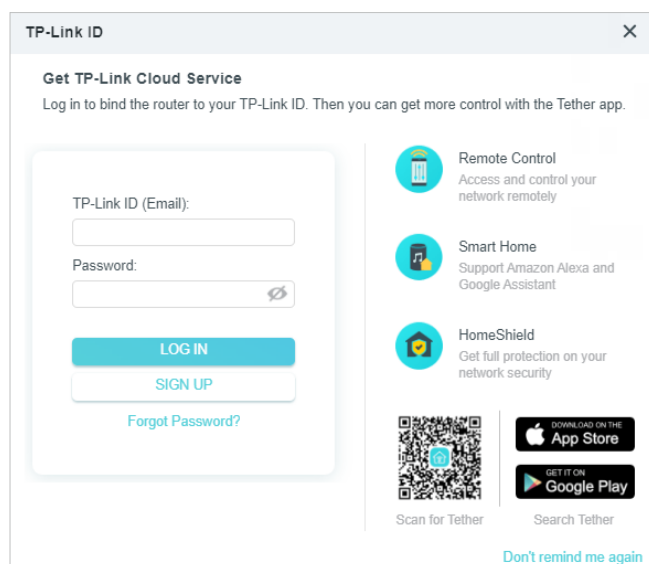 TP-Link ID
Get TP-Link Cloud Service
Log in to bind the router to your TP-Link ID. Then you can get more control with the Tether app.
TP-Link ID (Email):
Password:
LOG IN
SIGN UP
Forgot Password?
Remote Control
Access and control your
network remotely
Smart Home
Support Amazon Alexa and
Google Assistant
HomeShield
Get full protection on your
network security
DOWNLOAD ON THE
App Store
GET IT ON
Google Play
Scan for Tether
Search Tether
Don't remind me again